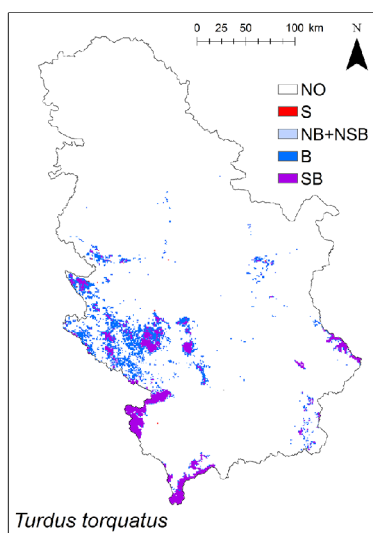 0 25 50 100 km
N
NO
S
NB+NSB
B
SB
Turdus torquatus